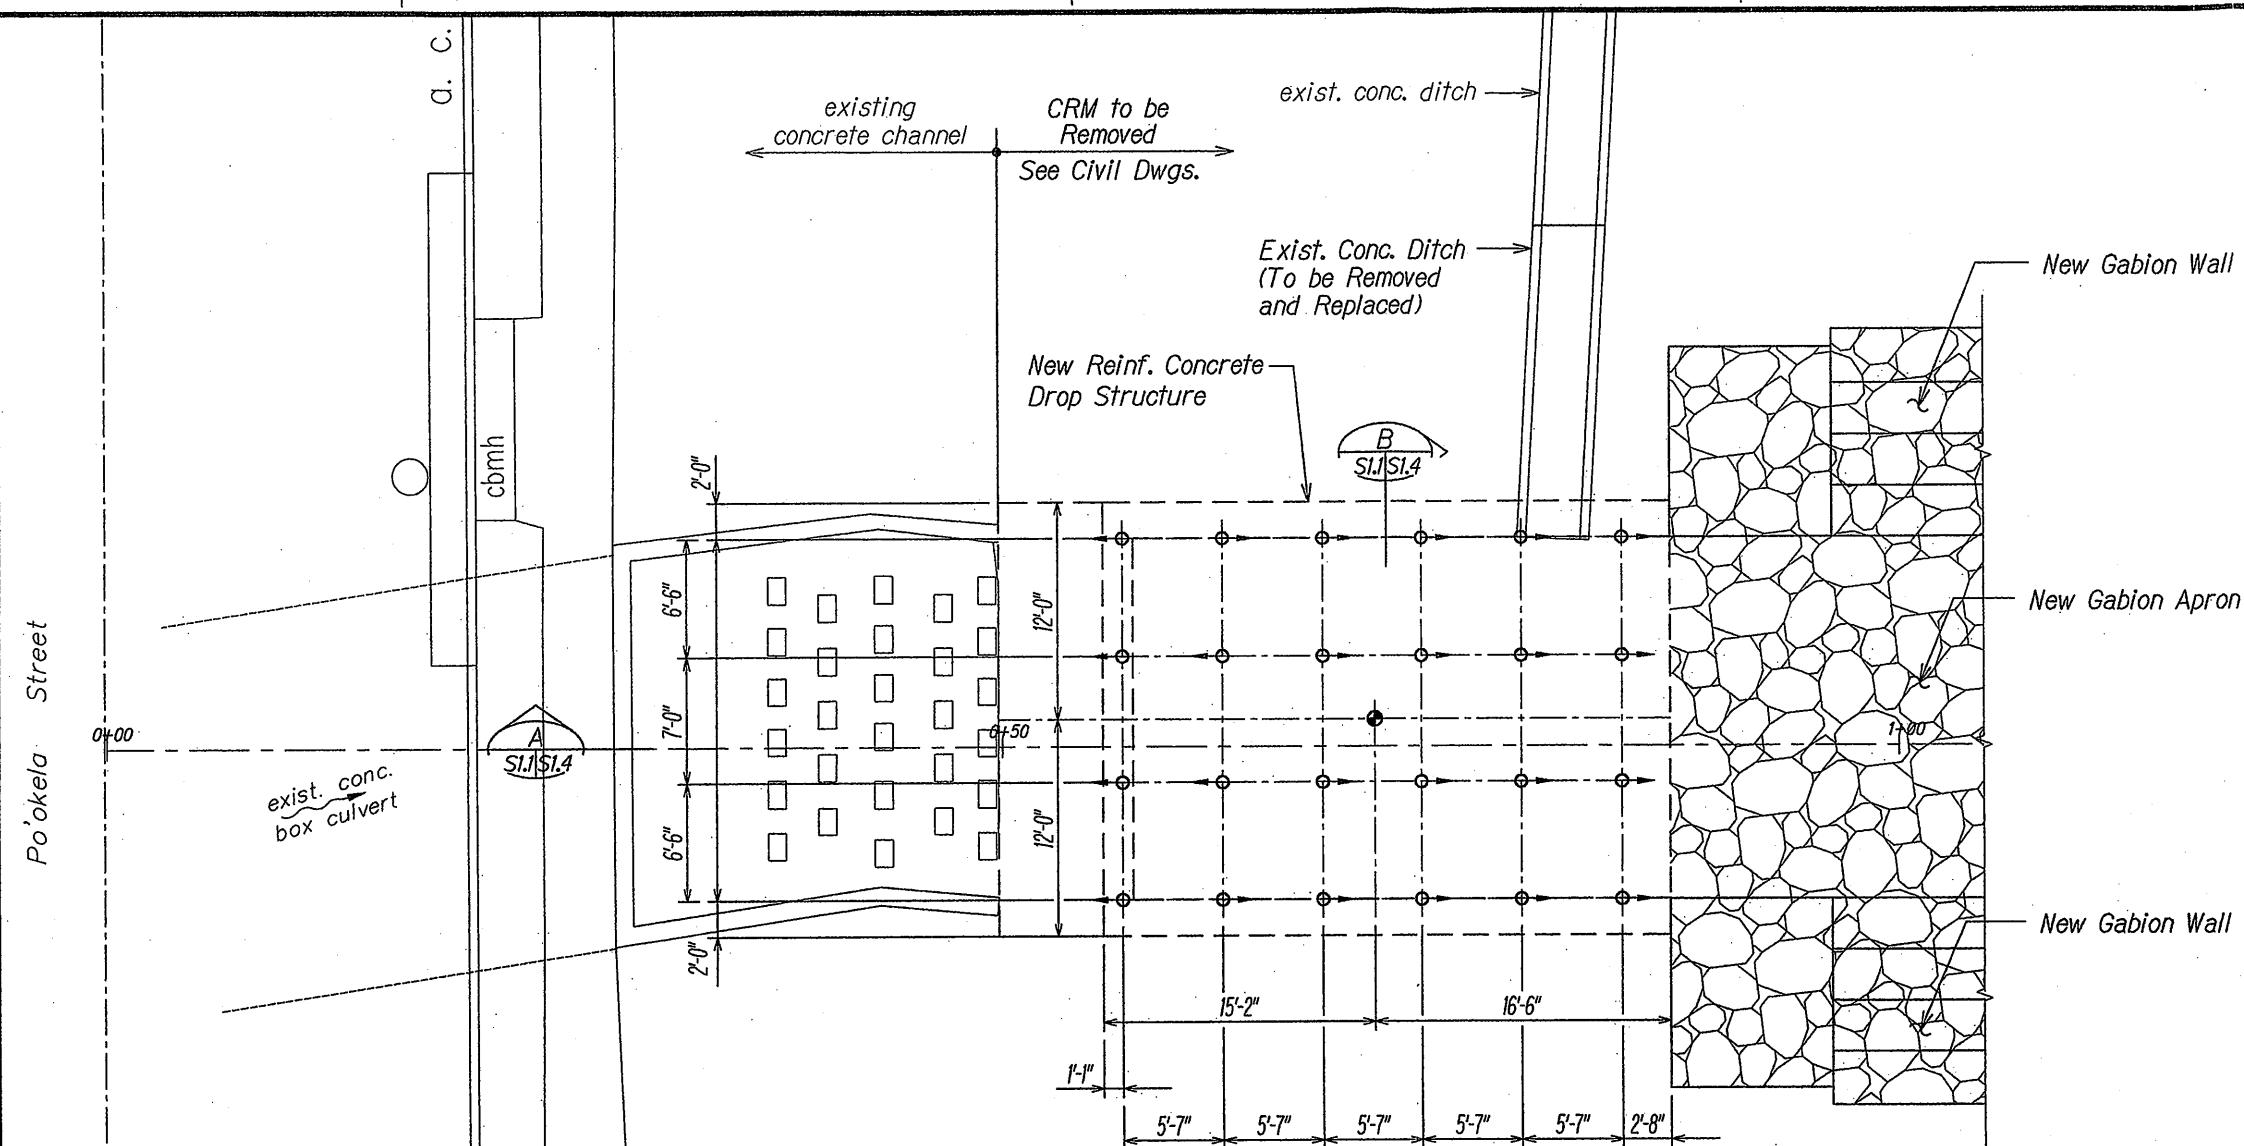 a. c.
existing
concrete channel
CRM to be
Removed
See Civil Dwgs.
exist. conc. ditch
Exist. Conc. Ditch
(To be Removed
and Replaced)
New Gabion Wall
New Reinf. Concrete
Drop Structure
B
S1.1 S1.4
cbmh
2'-0"
6'-6"
12'-0"
New Gabion Apron
Po'okela Street
0+00
A
S1.1 S1.4
7'-0"
0+50
1+00
exist. conc.
box culvert
6'-6"
12'-0"
2'-0"
New Gabion Wall
15'-2"
16'-6"
1'-1"
5'-7"
5'-7"
5'-7"
5'-7"
5'-7"
2'-8"